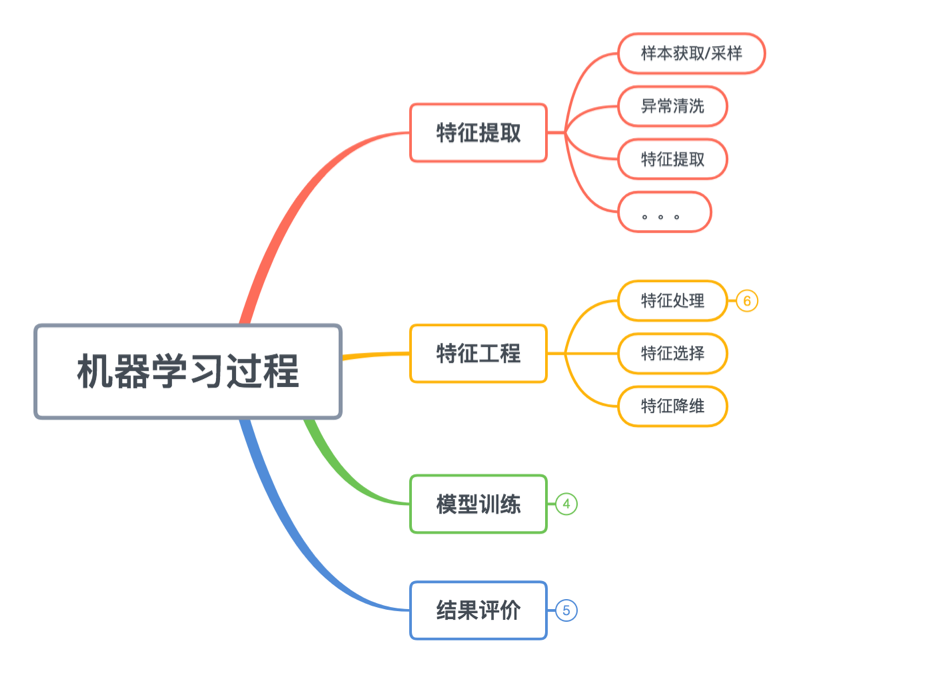 样本获取/采样
异常清洗
特征提取
特征提取
。。。
特征处理
6
机器学习过程
特征工程
特征选择
特征降维
模型训练
4
结果评价
5